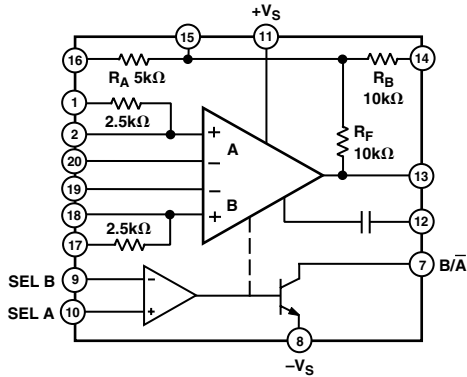 +VS
15
11
16
14
RA 5kΩ
RB
10kΩ
1
2.5kΩ
2
+
A
RF
10kΩ
20
−
13
19
−
18
B
+
12
2.5kΩ
17
7
B/A̅
SEL B
9
−
SEL A
10
+
8
−VS